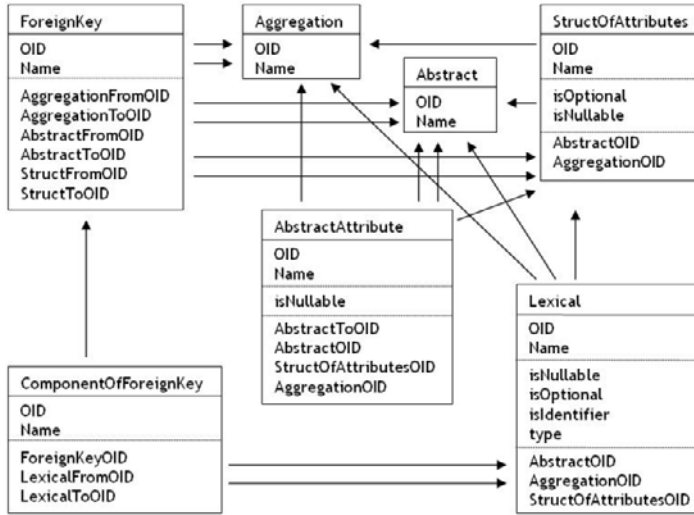 ForeignKey
OID
Name
AggregationFromOID
AggregationToOID
AbstractFromOID
AbstractToOID
StructFromOID
StructToOID
Aggregation
OID
Name
Abstract
OID
Name
StructOfAttributes
OID
Name
isOptional
isNullable
AbstractOID
AggregationOID
AbstractAttribute
OID
Name
isNullable
AbstractToOID
AbstractOID
StructOfAttributesOID
AggregationOID
Lexical
OID
Name
isNullable
isOptional
isIdentifier
type
AbstractOID
AggregationOID
StructOfAttributesOID
ComponentOfForeignKey
OID
Name
ForeignKeyOID
LexicalFromOID
LexicalToOID